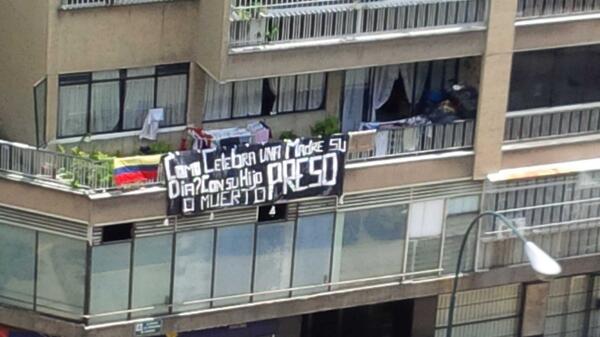 COMO CELEBRA UNA MADRE SU
DIA? CON SU HIJO PRESO
O MUERTO